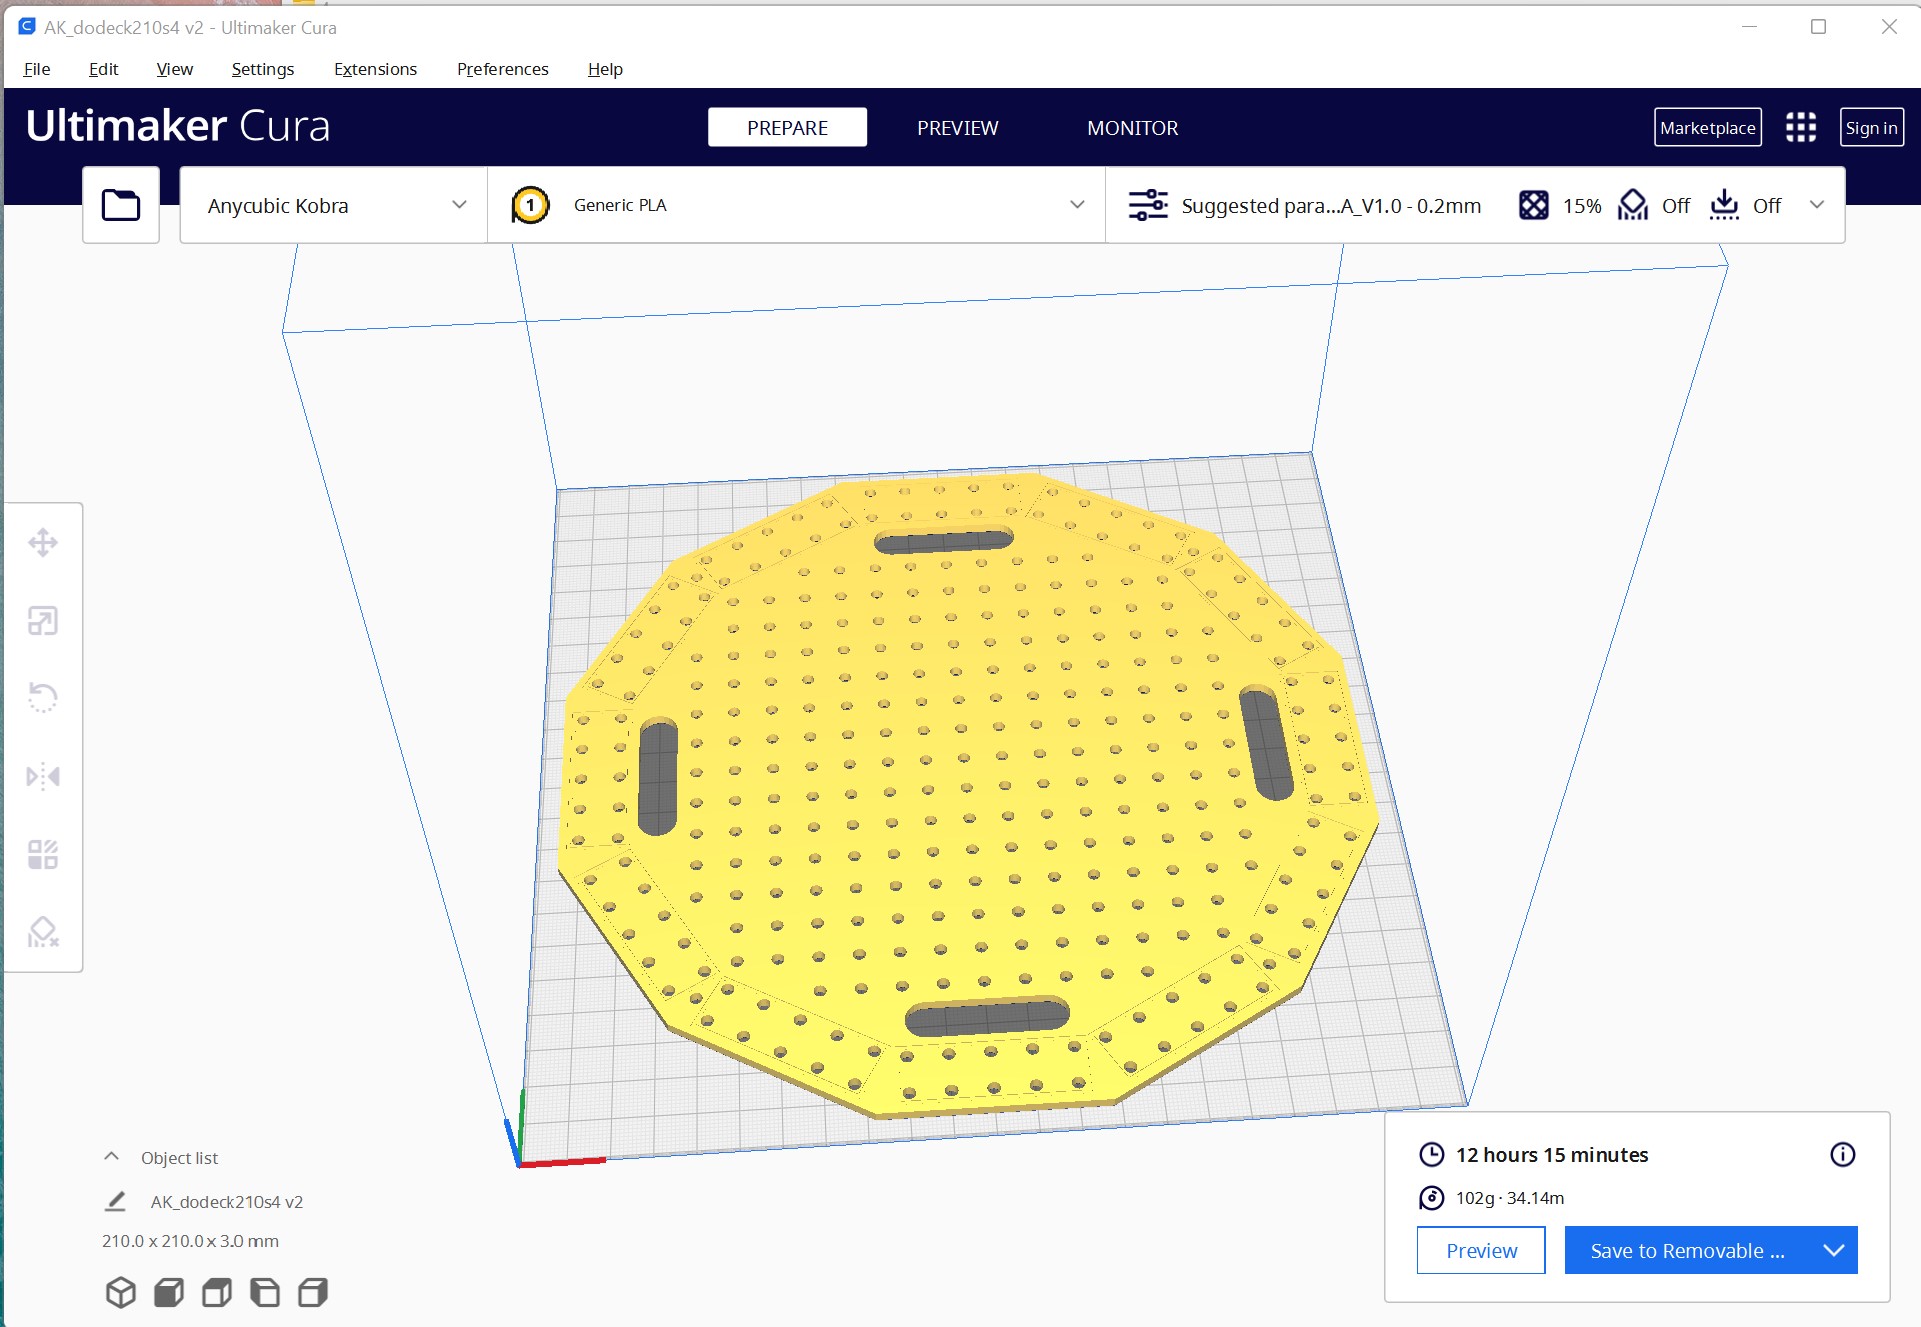 AK_dodeck210s4 v2 - Ultimaker Cura
File Edit View Settings Extensions Preferences Help
Ultimaker Cura
PREPARE PREVIEW MONITOR
Marketplace Sign in
Anycubic Kobra
1 Generic PLA
Suggested para...A_V1.0 - 0.2mm 15% Off Off
Object list
AK_dodeck210s4 v2
210.0 x 210.0 x 3.0 mm
12 hours 15 minutes
102g · 34.14m
Preview Save to Removable ...